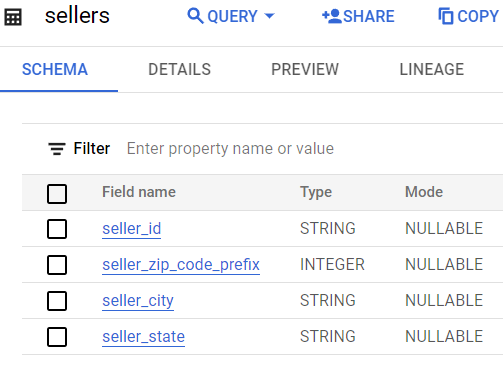 sellers QUERY SHARE COPY
SCHEMA DETAILS PREVIEW LINEAGE
Filter Enter property name or value
Field name Type Mode
seller_id STRING NULLABLE
seller_zip_code_prefix INTEGER NULLABLE
seller_city STRING NULLABLE
seller_state STRING NULLABLE